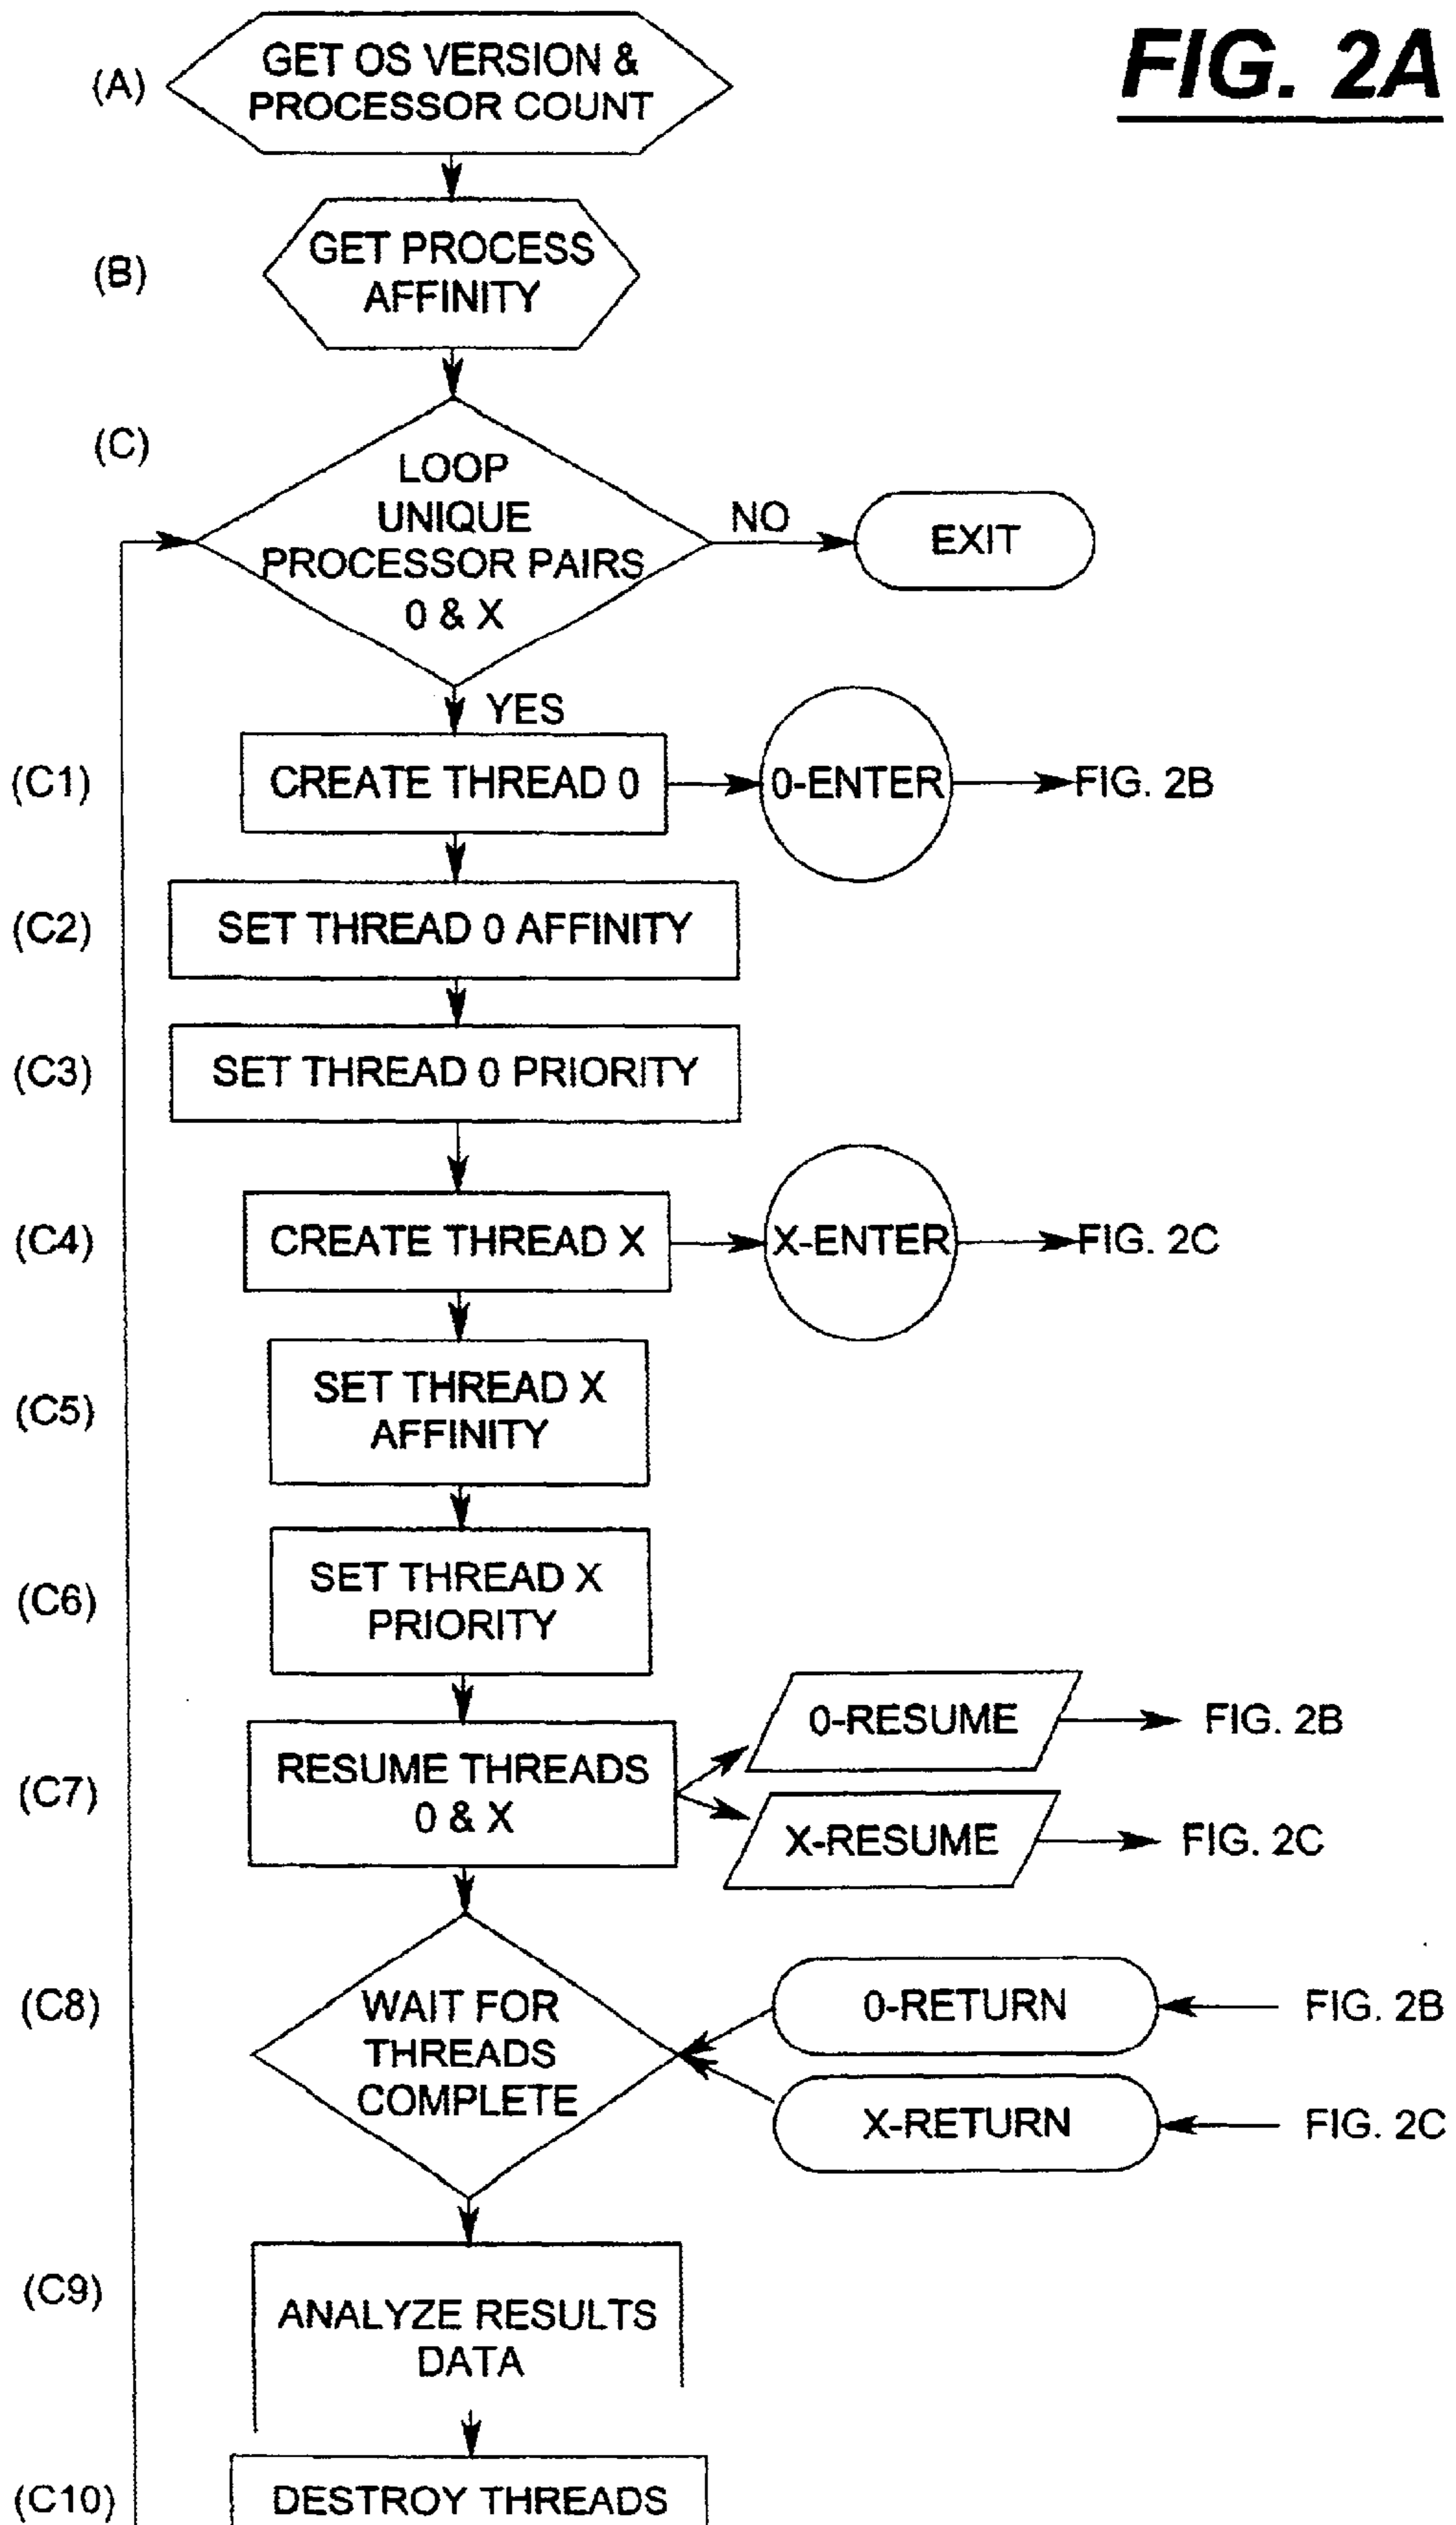 FIG. 2A
(A)
GET OS VERSION &
PROCESSOR COUNT
(B)
GET PROCESS
AFFINITY
(C)
LOOP
UNIQUE
PROCESSOR PAIRS
0 & X
NO
EXIT
YES
(C1)
CREATE THREAD 0
0-ENTER
FIG. 2B
(C2)
SET THREAD 0 AFFINITY
(C3)
SET THREAD 0 PRIORITY
(C4)
CREATE THREAD X
X-ENTER
FIG. 2C
(C5)
SET THREAD X
AFFINITY
(C6)
SET THREAD X
PRIORITY
(C7)
RESUME THREADS
0 & X
0-RESUME
FIG. 2B
X-RESUME
FIG. 2C
(C8)
WAIT FOR
THREADS
COMPLETE
0-RETURN
FIG. 2B
X-RETURN
FIG. 2C
(C9)
ANALYZE RESULTS
DATA
(C10)
DESTROY THREADS